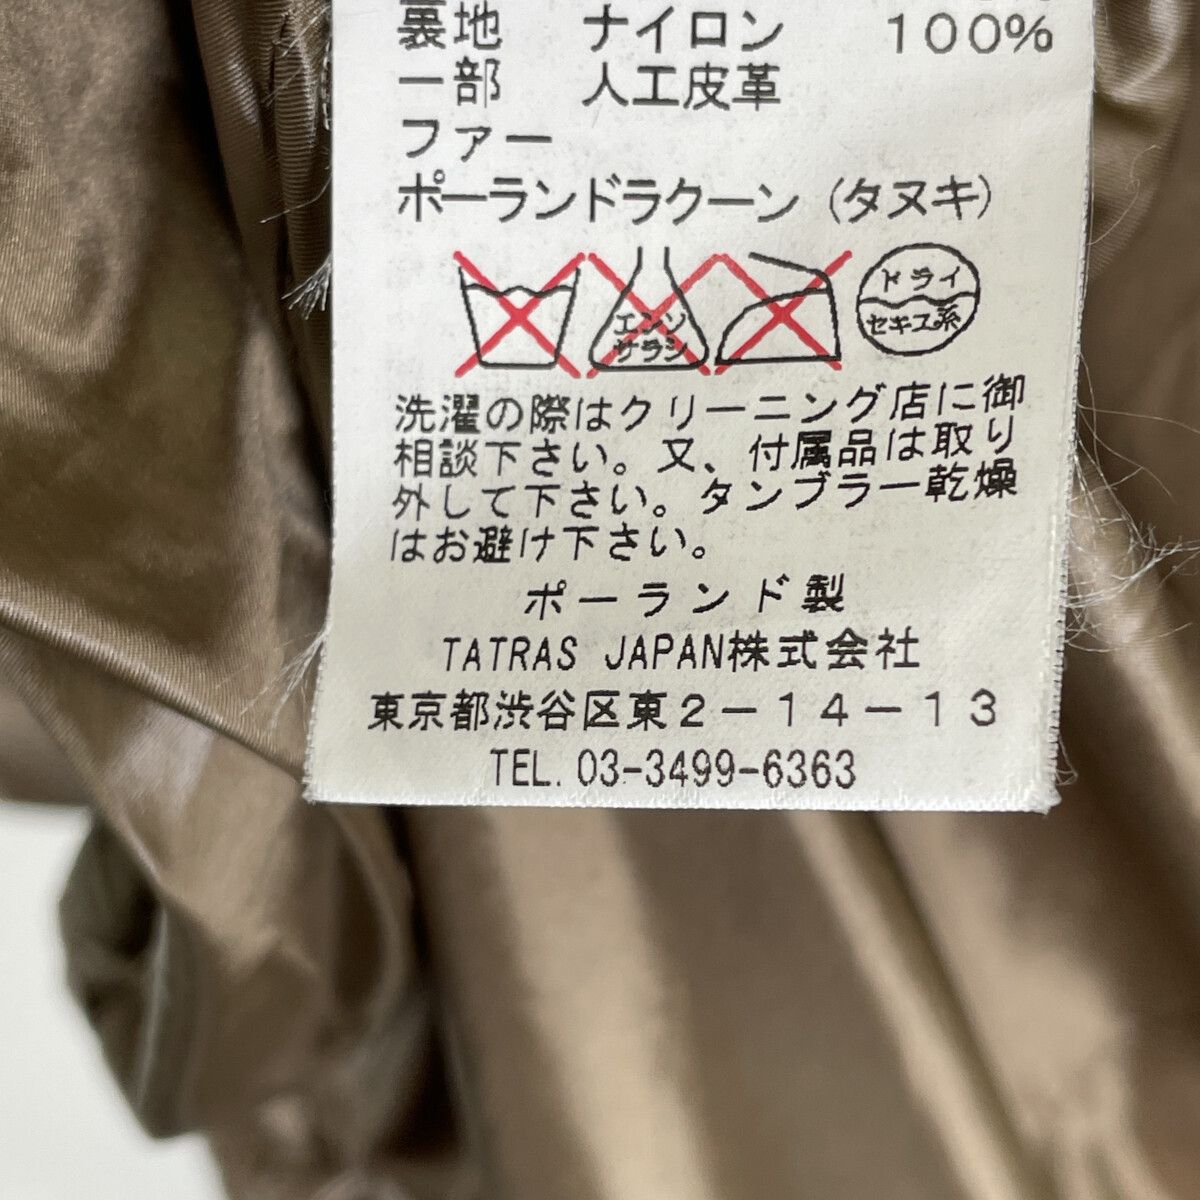 裏地 ナイロン 100%
一部 人工皮革
ファー
ポーランドラクーン(タヌキ)
エンソ
サラシ
ドライ
セキユ系
洗濯の際はクリーニング店に御
相談下さい。又、付属品は取り
外して下さい。タンブラー乾燥
はお避け下さい。
ポーランド製
TATRAS JAPAN株式会社
東京都渋谷区東2-14-13
TEL. 03-3499-6363